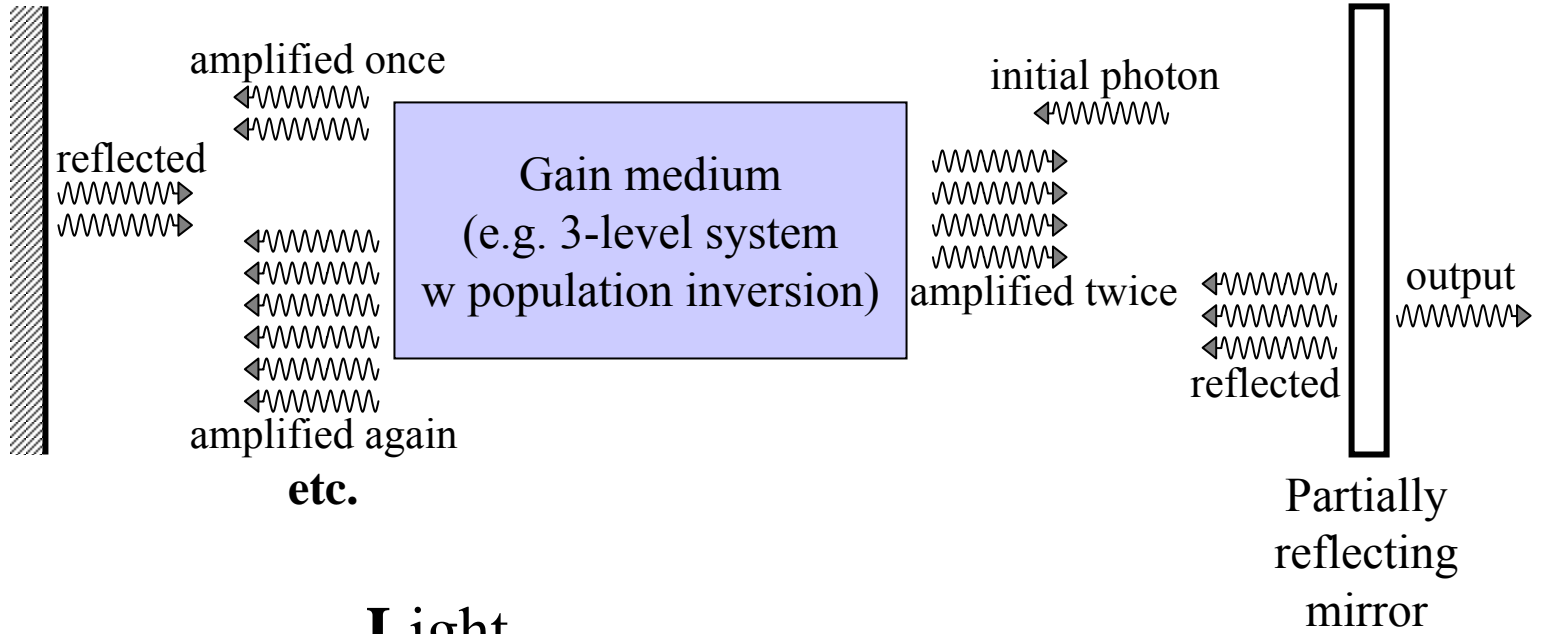 amplified once
initial photon
reflected
Gain medium
(e.g. 3-level system
w population inversion)
amplified twice
output
reflected
amplified again
etc.
Partially
reflecting
mirror
Light